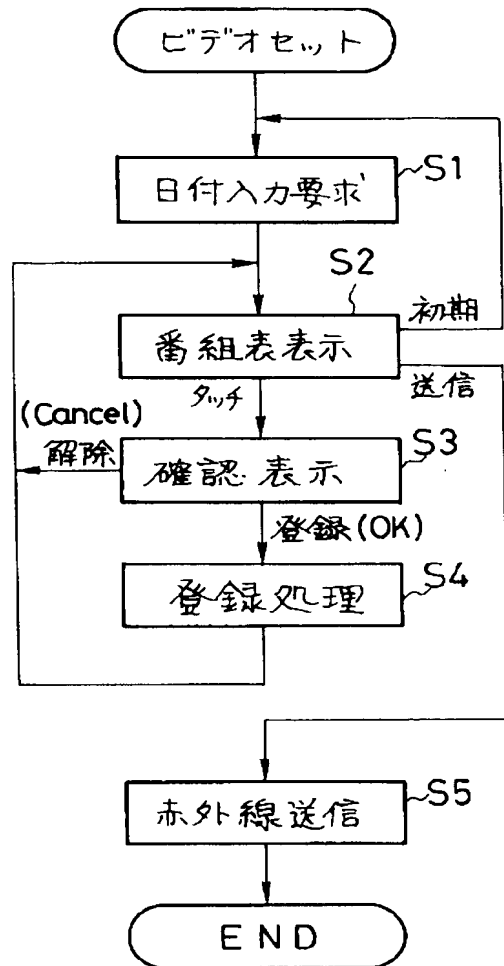 ビデオセット
日付入力要求
S1
S2
初期
番組表表示
送信
タッチ
(Cancel)
解除
確認表示
S3
登録(OK)
登録処理
S4
赤外線送信
S5
END